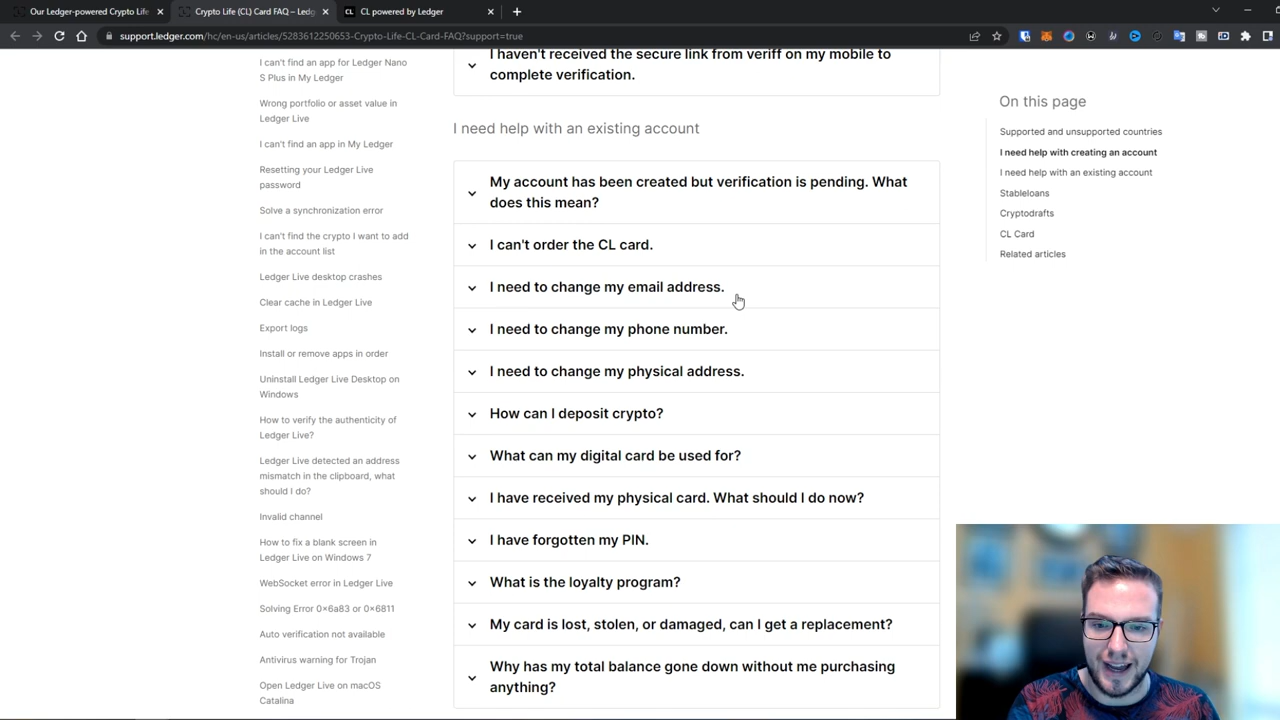 Our Ledger-powered Crypto Life
Crypto Life (CL) Card FAQ – Ledg
CL powered by Ledger
support.ledger.com/hc/en-us/articles/5283612250653-Crypto-Life-CL-Card-FAQ?support=true
I can't find an app for Ledger Nano
S Plus in My Ledger
Wrong portfolio or asset value in
Ledger Live
I can't find an app in My Ledger
Resetting your Ledger Live
password
Solve a synchronization error
I can't find the crypto I want to add
in the account list
Ledger Live desktop crashes
Clear cache in Ledger Live
Export logs
Install or remove apps in order
Uninstall Ledger Live Desktop on
Windows
How to verify the authenticity of
Ledger Live?
Ledger Live detected an address
mismatch in the clipboard, what
should I do?
Invalid channel
How to fix a blank screen in
Ledger Live on Windows 7
WebSocket error in Ledger Live
Solving Error 0x6a83 or 0x6811
Auto verification not available
Antivirus warning for Trojan
Open Ledger Live on macOS
Catalina
I haven't received the secure link from veriff on my mobile to
complete verification.
I need help with an existing account
My account has been created but verification is pending. What
does this mean?
I can't order the CL card.
I need to change my email address.
I need to change my phone number.
I need to change my physical address.
How can I deposit crypto?
What can my digital card be used for?
I have received my physical card. What should I do now?
I have forgotten my PIN.
What is the loyalty program?
My card is lost, stolen, or damaged, can I get a replacement?
Why has my total balance gone down without me purchasing
anything?
On this page
Supported and unsupported countries
I need help with creating an account
I need help with an existing account
Stableloans
Cryptodrafts
CL Card
Related articles